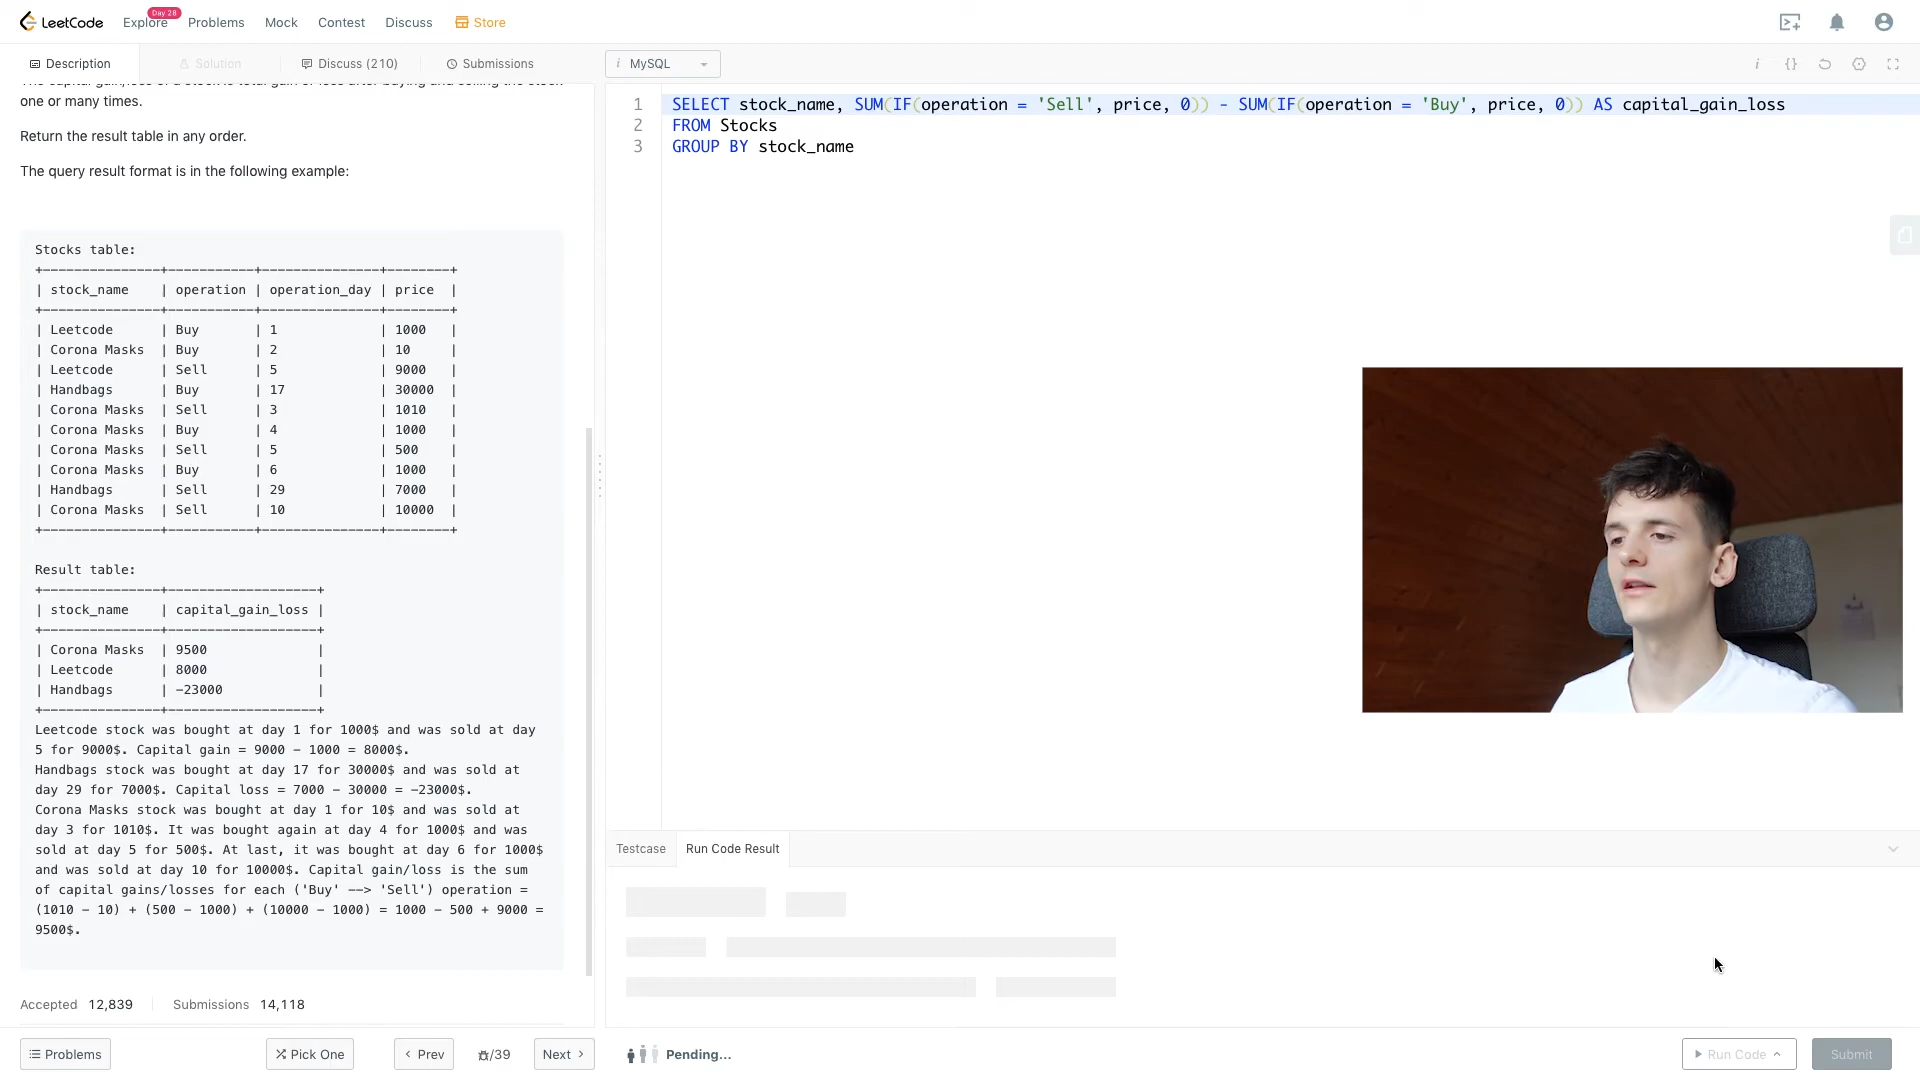 LeetCode
Explore
Day 28
Problems
Mock
Contest
Discuss
Store
Description
Solution
Discuss (210)
Submissions
i MySQL
one or many times.
Return the result table in any order.
The query result format is in the following example:
Stocks table:
+---------------+-----------+---------------+--------+
| stock_name    | operation | operation_day | price  |
+---------------+-----------+---------------+--------+
| Leetcode      | Buy       | 1             | 1000   |
| Corona Masks  | Buy       | 2             | 10     |
| Leetcode      | Sell      | 5             | 9000   |
| Handbags      | Buy       | 17            | 30000  |
| Corona Masks  | Sell      | 3             | 1010   |
| Corona Masks  | Buy       | 4             | 1000   |
| Corona Masks  | Sell      | 5             | 500    |
| Corona Masks  | Buy       | 6             | 1000   |
| Handbags      | Sell      | 29            | 7000   |
| Corona Masks  | Sell      | 10            | 10000  |
+---------------+-----------+---------------+--------+
Result table:
+---------------+-------------------+
| stock_name    | capital_gain_loss |
+---------------+-------------------+
| Corona Masks  | 9500              |
| Leetcode      | 8000              |
| Handbags      | -23000            |
+---------------+-------------------+
Leetcode stock was bought at day 1 for 1000$ and was sold at day
5 for 9000$. Capital gain = 9000 - 1000 = 8000$.
Handbags stock was bought at day 17 for 30000$ and was sold at
day 29 for 7000$. Capital loss = 7000 - 30000 = -23000$.
Corona Masks stock was bought at day 1 for 10$ and was sold at
day 3 for 1010$. It was bought again at day 4 for 1000$ and was
sold at day 5 for 500$. At last, it was bought at day 6 for 1000$
and was sold at day 10 for 10000$. Capital gain/loss is the sum
of capital gains/losses for each ('Buy' --> 'Sell') operation =
(1010 - 10) + (500 - 1000) + (10000 - 1000) = 1000 - 500 + 9000 =
9500$.
Accepted 12,839
Submissions 14,118
Problems
Pick One
< Prev
/39
Next >
1 SELECT stock_name, SUM(IF(operation = 'Sell', price, 0)) - SUM(IF(operation = 'Buy', price, 0)) AS capital_gain_loss
2 FROM Stocks
3 GROUP BY stock_name
Testcase
Run Code Result
Pending...
Run Code
Submit